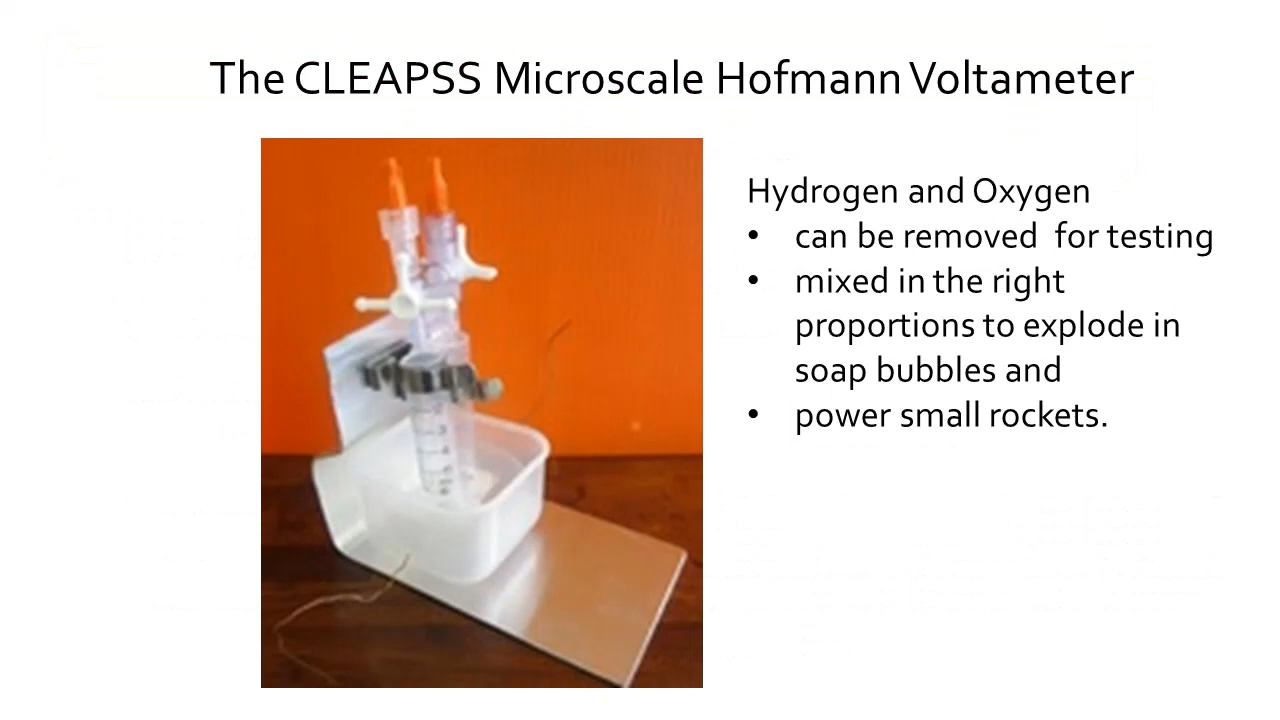 The CLEAPSS Microscale Hofmann Voltameter
Hydrogen and Oxygen
• can be removed  for testing
• mixed in the right
proportions to explode in
soap bubbles and
• power small rockets.